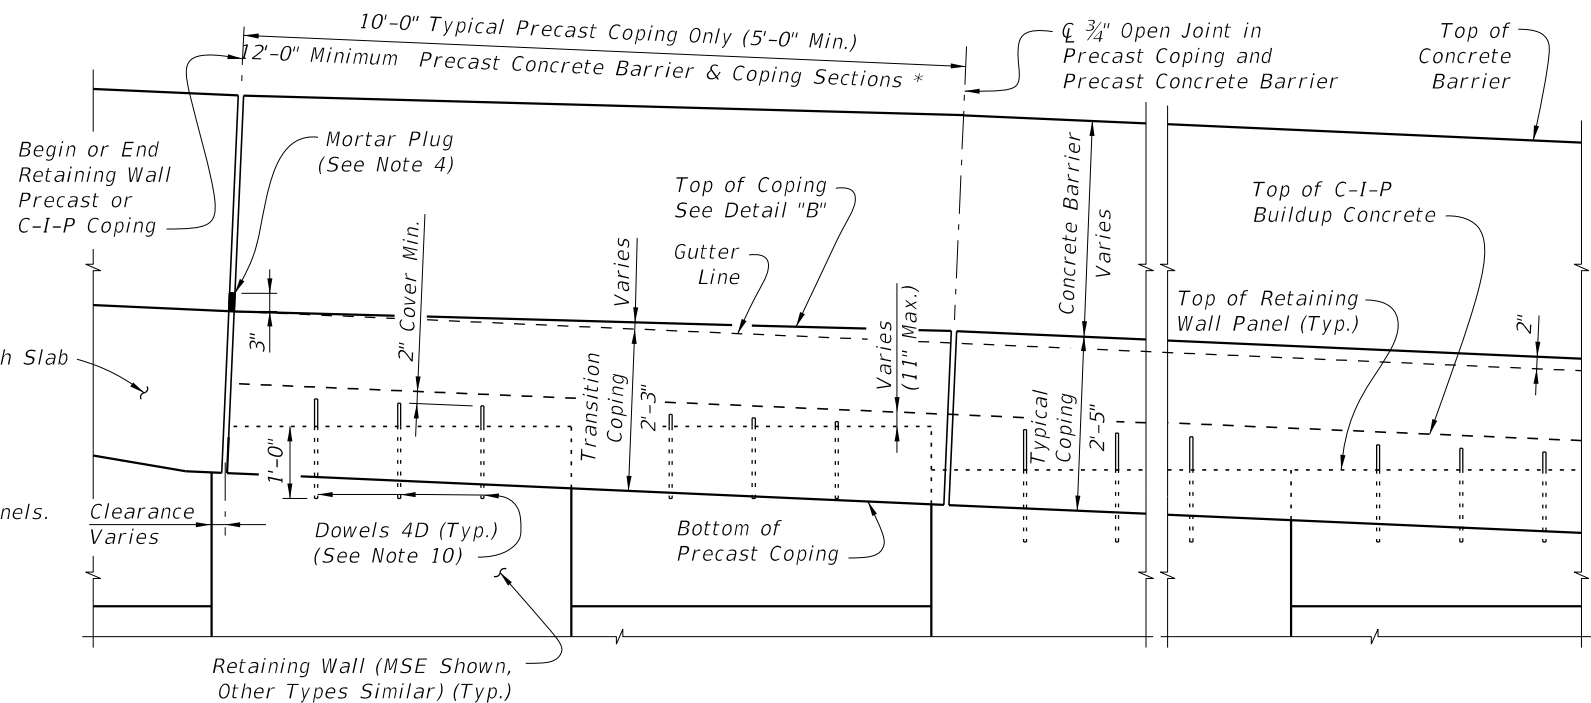 10'-0" Typical Precast Coping Only (5'-0" Min.)
12'-0" Minimum Precast Concrete Barrier & Coping Sections *
℄ ¾" Open Joint in
Precast Coping and
Precast Concrete Barrier
Top of
Concrete
Barrier
Begin or End
Retaining Wall
Precast or
C-I-P Coping
Mortar Plug
(See Note 4)
Top of Coping
See Detail "B"
Gutter
Line
2" Cover Min.
Varies
Concrete Barrier
Varies
Top of C-I-P
Buildup Concrete
Top of Retaining
Wall Panel (Typ.)
2"
3"
Varies
(11" Max.)
h Slab
Transition
Coping
2'-3"
Typical
Coping
2'-5"
1'-0"
nels.
Clearance
Varies
Dowels 4D (Typ.)
(See Note 10)
Bottom of
Precast Coping
Retaining Wall (MSE Shown,
Other Types Similar) (Typ.)